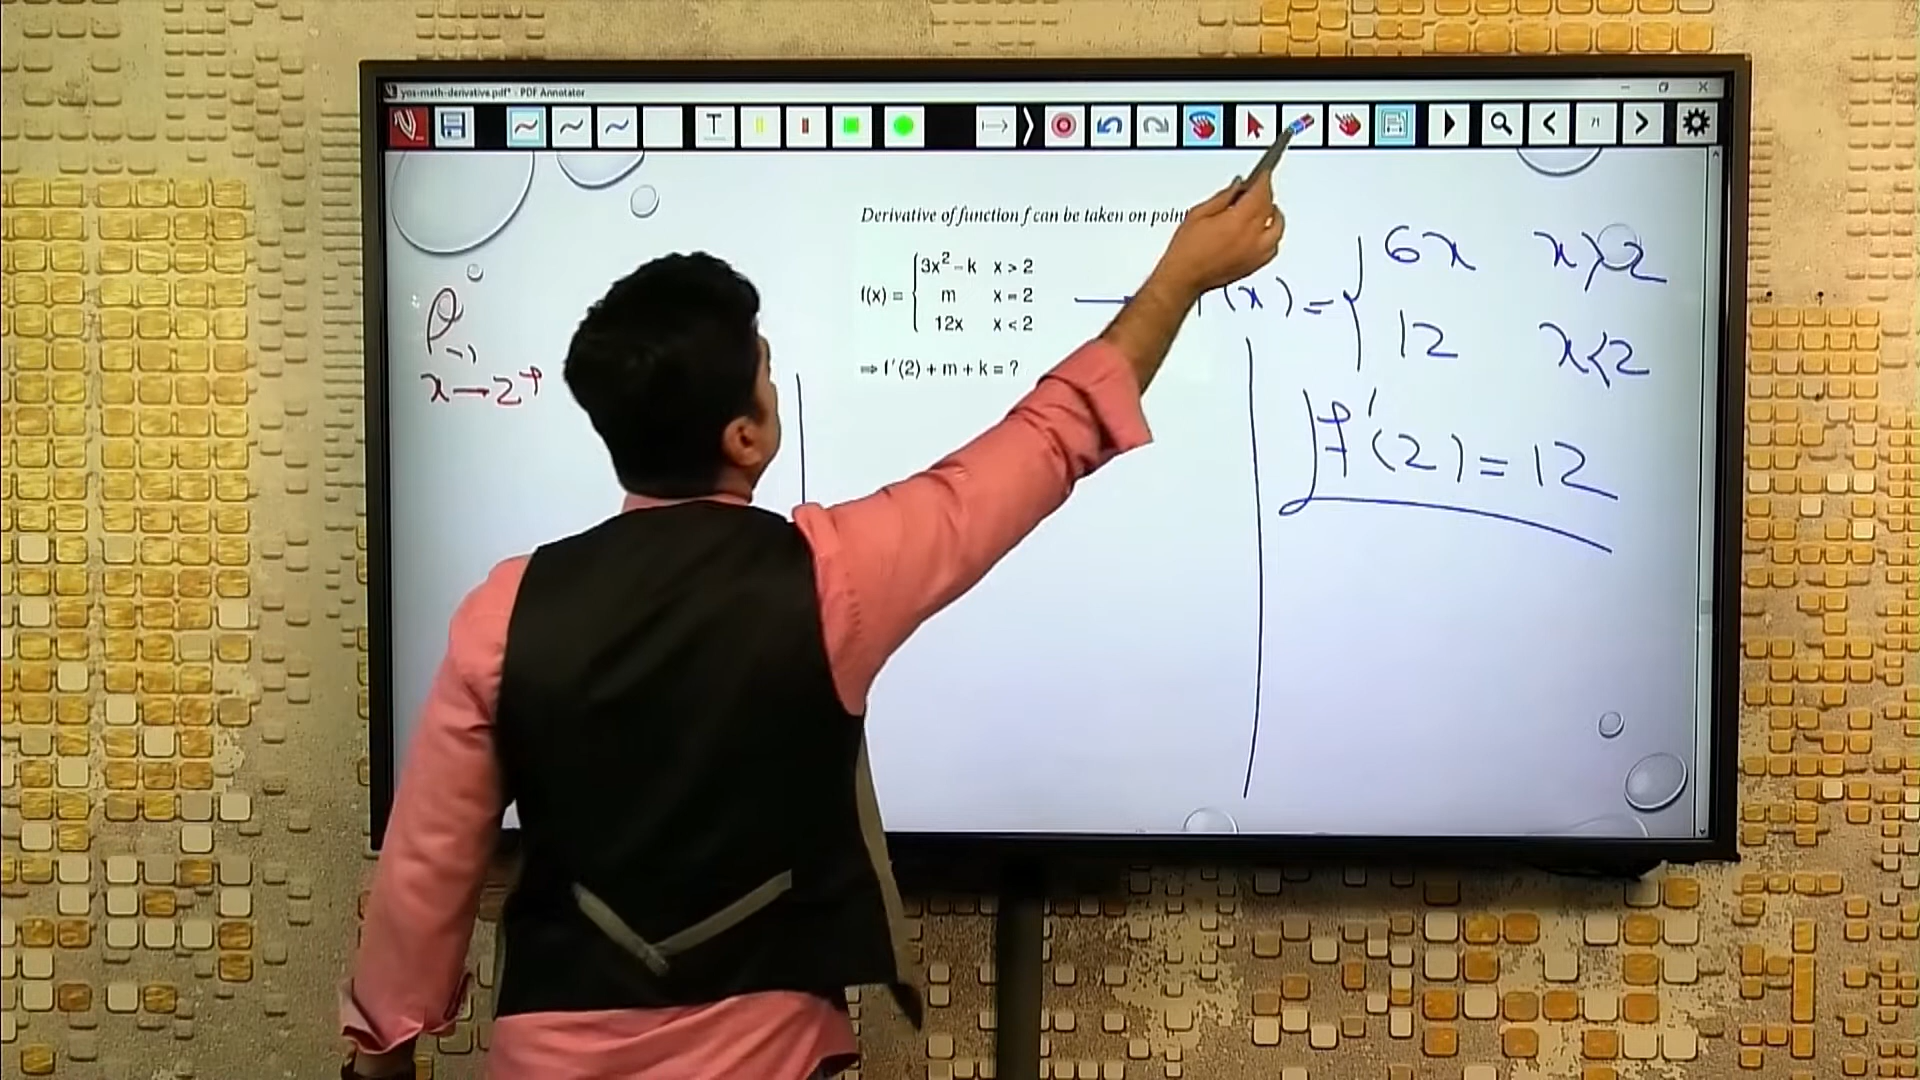 yos-math-derivative.pdf* - PDF Annotator
T
Derivative of function f can be taken on point
f(x) = { 3x² - k x > 2
m x = 2
12x x < 2
⇒ f'(2) + m + k = ?
x→2+
(x) = { 6x x>2
12 x<2
f'(2) = 12